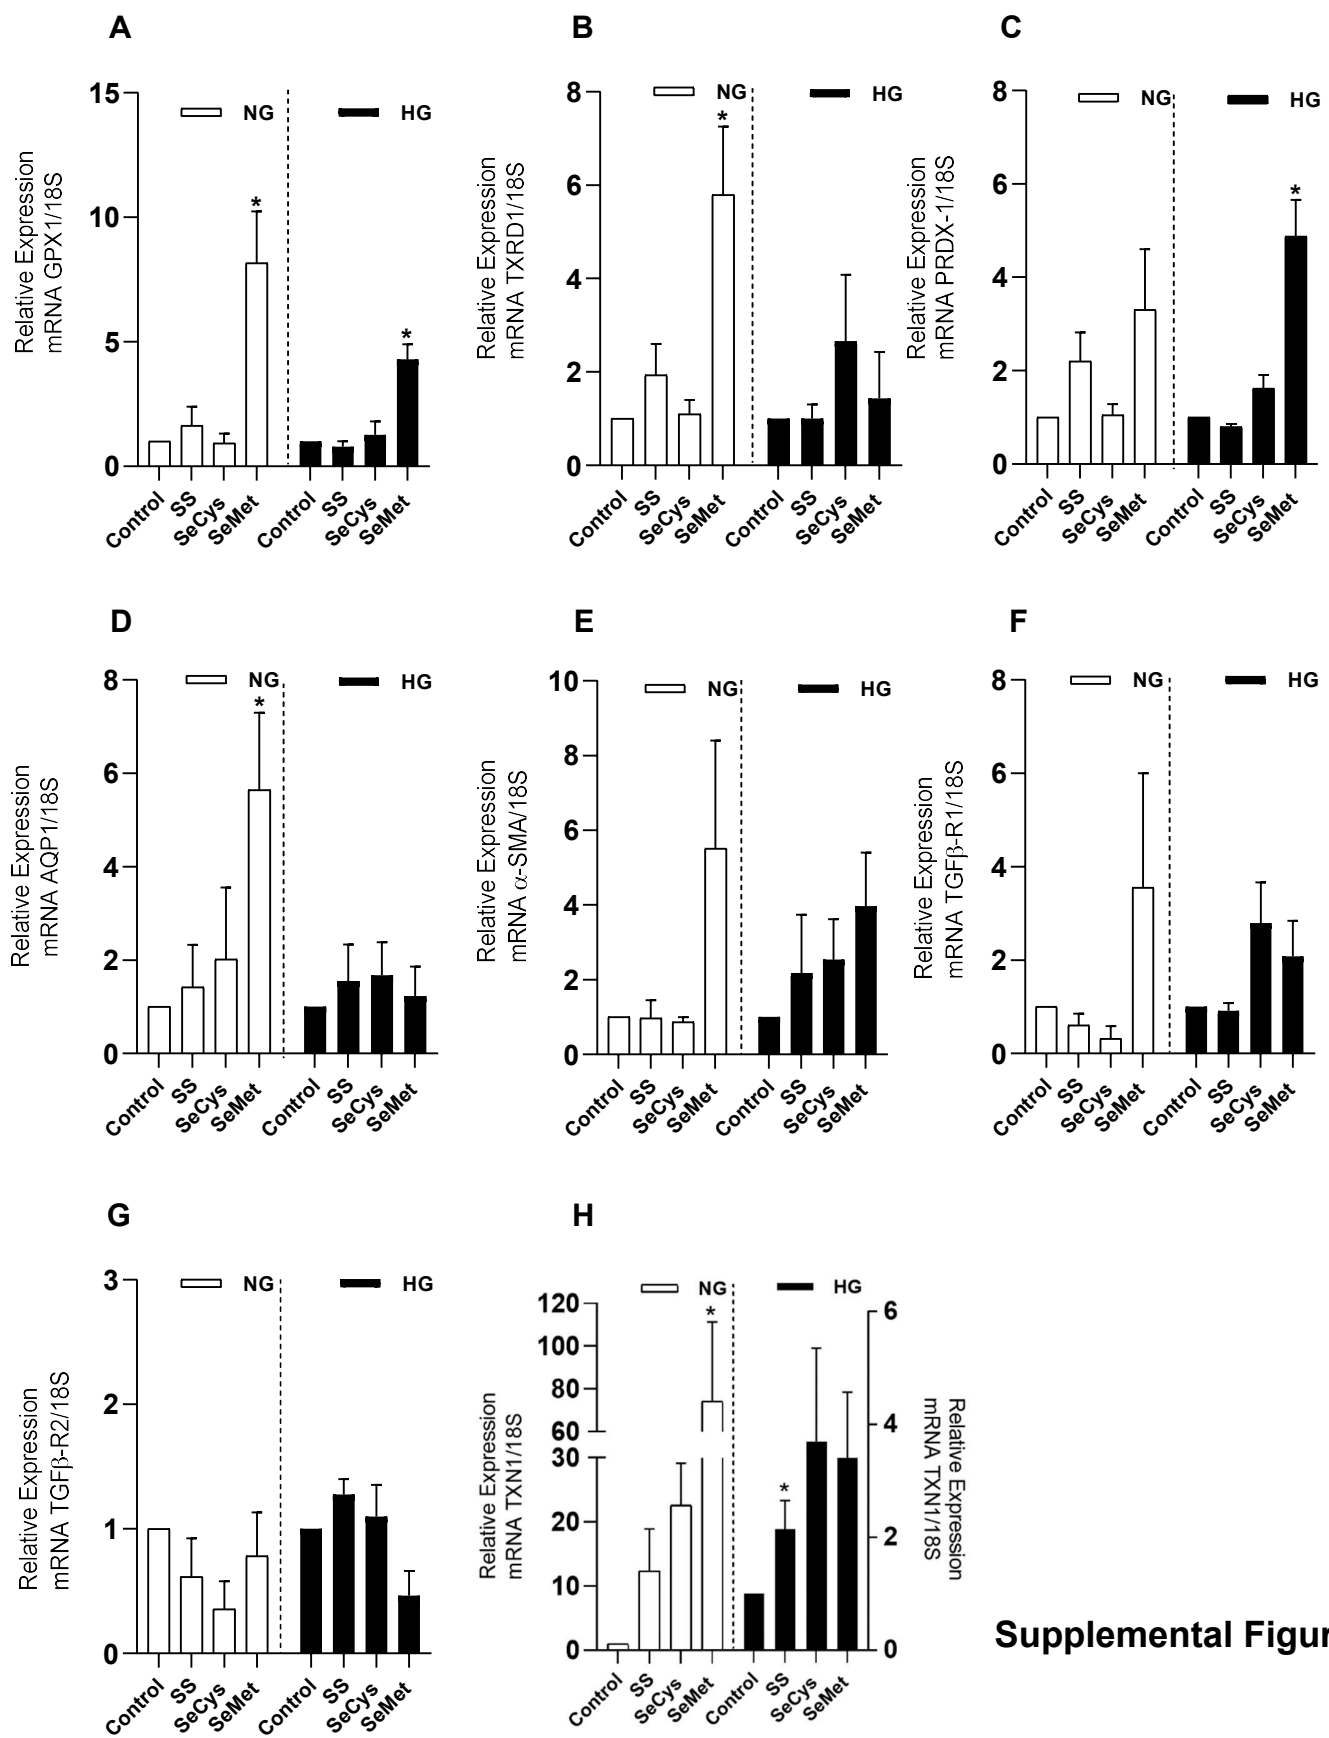 A
15
10
5
0
NG
HG
*
*
Relative Expression
mRNA GPX1/18S
Control
SS
SeCys
SeMet
Control
SS
SeCys
SeMet
B
8
6
4
2
0
NG
HG
*
Relative Expression
mRNA TXRD1/18S
Control
SS
SeCys
SeMet
Control
SS
SeCys
SeMet
C
8
6
4
2
0
NG
HG
*
Relative Expression
mRNA PRDX-1/18S
Control
SS
SeCys
SeMet
Control
SS
SeCys
SeMet
D
8
6
4
2
0
NG
HG
*
Relative Expression
mRNA AQP1/18S
Control
SS
SeCys
SeMet
Control
SS
SeCys
SeMet
E
10
8
6
4
2
0
NG
HG
Relative Expression
mRNA α-SMA/18S
Control
SS
SeCys
SeMet
Control
SS
SeCys
SeMet
F
8
6
4
2
0
NG
HG
Relative Expression
mRNA TGFβ-R1/18S
Control
SS
SeCys
SeMet
Control
SS
SeCys
SeMet
G
3
2
1
0
NG
HG
Relative Expression
mRNA TGFβ-R2/18S
Control
SS
SeCys
SeMet
Control
SS
SeCys
SeMet
H
120
100
80
60
30
20
10
0
NG
HG
*
*
6
4
2
0
Relative Expression
mRNA TXN1/18S
Relative Expression
mRNA TXN1/18S
Control
SS
SeCys
SeMet
Control
SS
SeCys
SeMet
Supplemental Figur